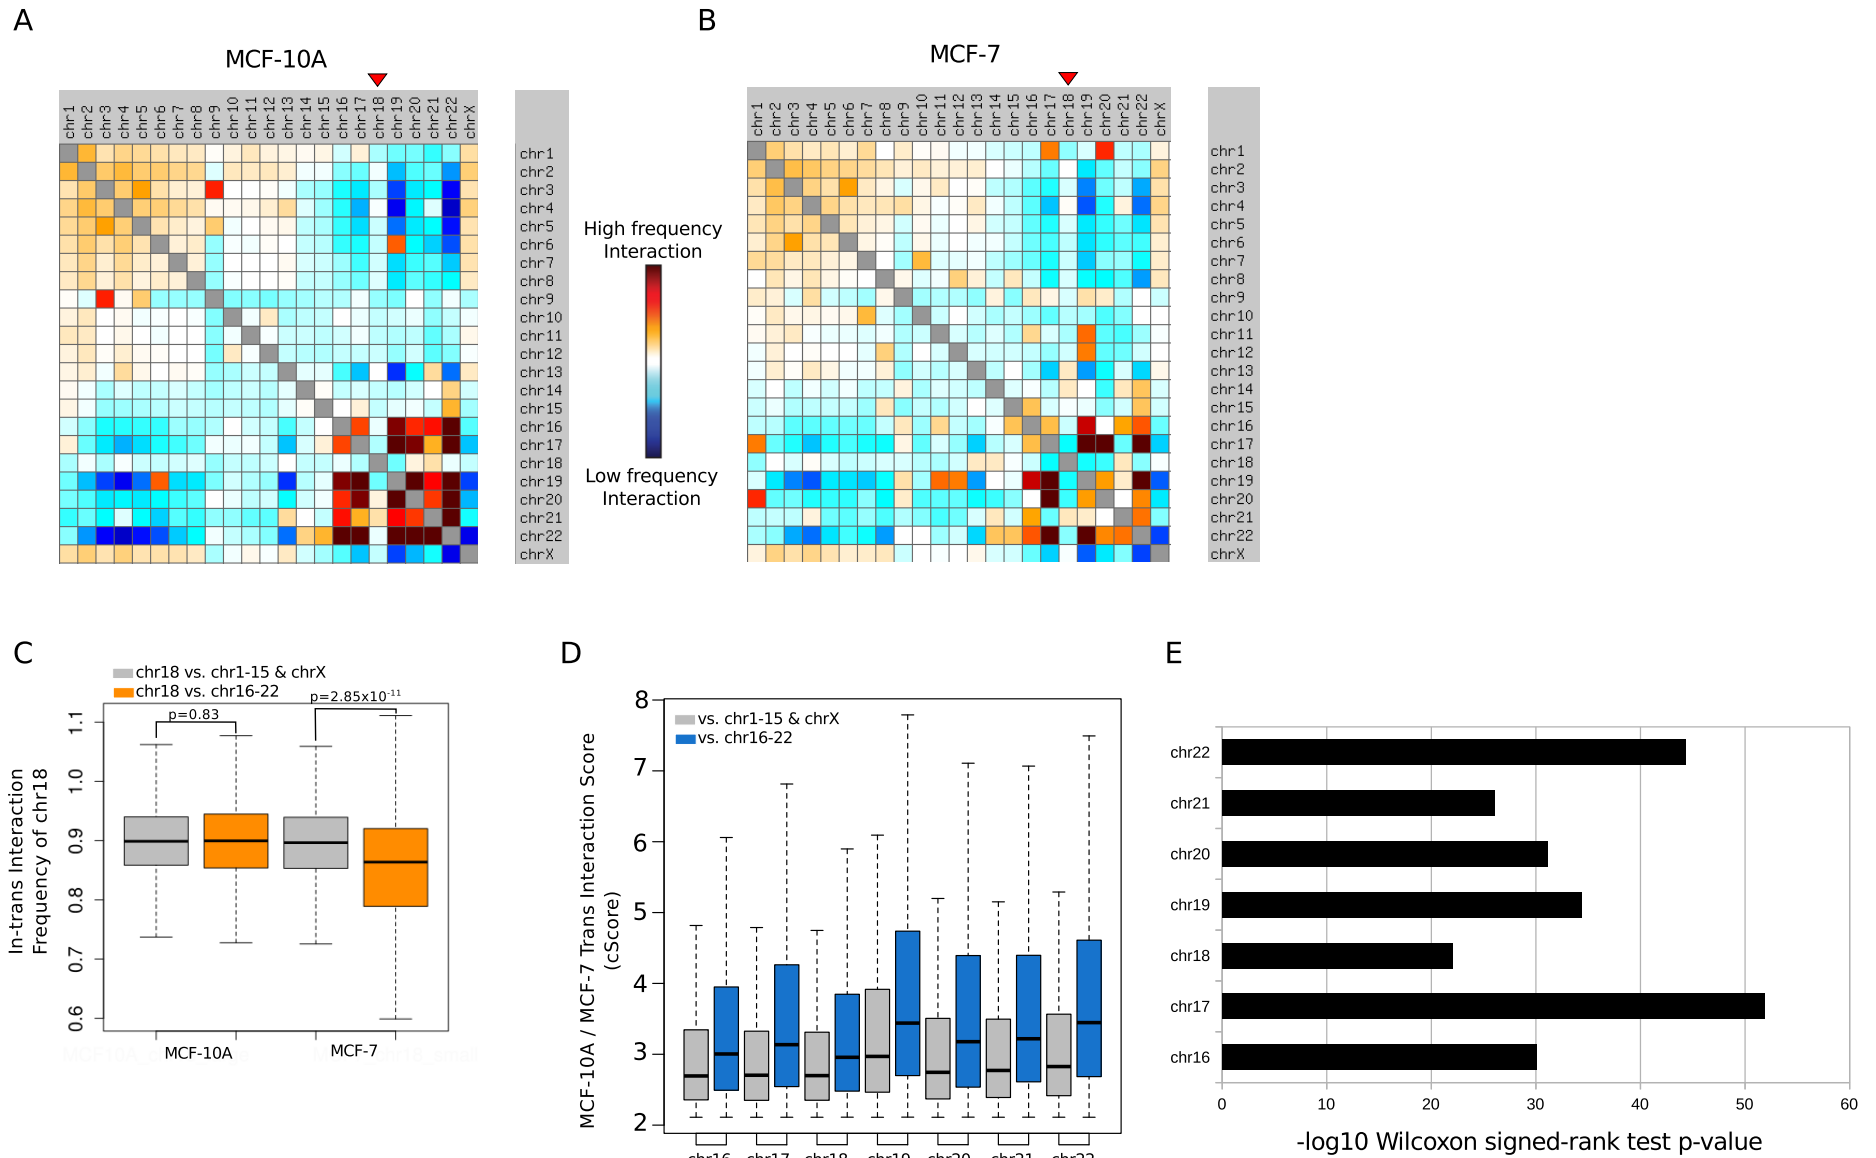 A
B
MCF-10A
MCF-7
chr1 chr2 chr3 chr4 chr5 chr6 chr7 chr8 chr9 chr10 chr11 chr12 chr13 chr14 chr15 chr16 chr17 chr18 chr19 chr20 chr21 chr22 chrX
chr1
chr2
chr3
chr4
chr5
chr6
chr7
chr8
chr9
chr10
chr11
chr12
chr13
chr14
chr15
chr16
chr17
chr18
chr19
chr20
chr21
chr22
chrX
High frequency
Interaction
Low frequency
Interaction
chr1 chr2 chr3 chr4 chr5 chr6 chr7 chr8 chr9 chr10 chr11 chr12 chr13 chr14 chr15 chr16 chr17 chr18 chr19 chr20 chr21 chr22 chrX
chr1
chr2
chr3
chr4
chr5
chr6
chr7
chr8
chr9
chr10
chr11
chr12
chr13
chr14
chr15
chr16
chr17
chr18
chr19
chr20
chr21
chr22
chrX
C
chr18 vs. chr1-15 & chrX
chr18 vs. chr16-22
p=0.83
p=2.85x10-11
In-trans Interaction
Frequency of chr18
1.1
1.0
0.9
0.8
0.7
0.6
MCF-10A
MCF-7
D
vs. chr1-15 & chrX
vs. chr16-22
MCF-10A / MCF-7 Trans Interaction Score
(cScore)
8
7
6
5
4
3
2
chr16 chr17 chr18 chr19 chr20 chr21 chr22
E
chr22
chr21
chr20
chr19
chr18
chr17
chr16
0 10 20 30 40 50 60
-log10 Wilcoxon signed-rank test p-value